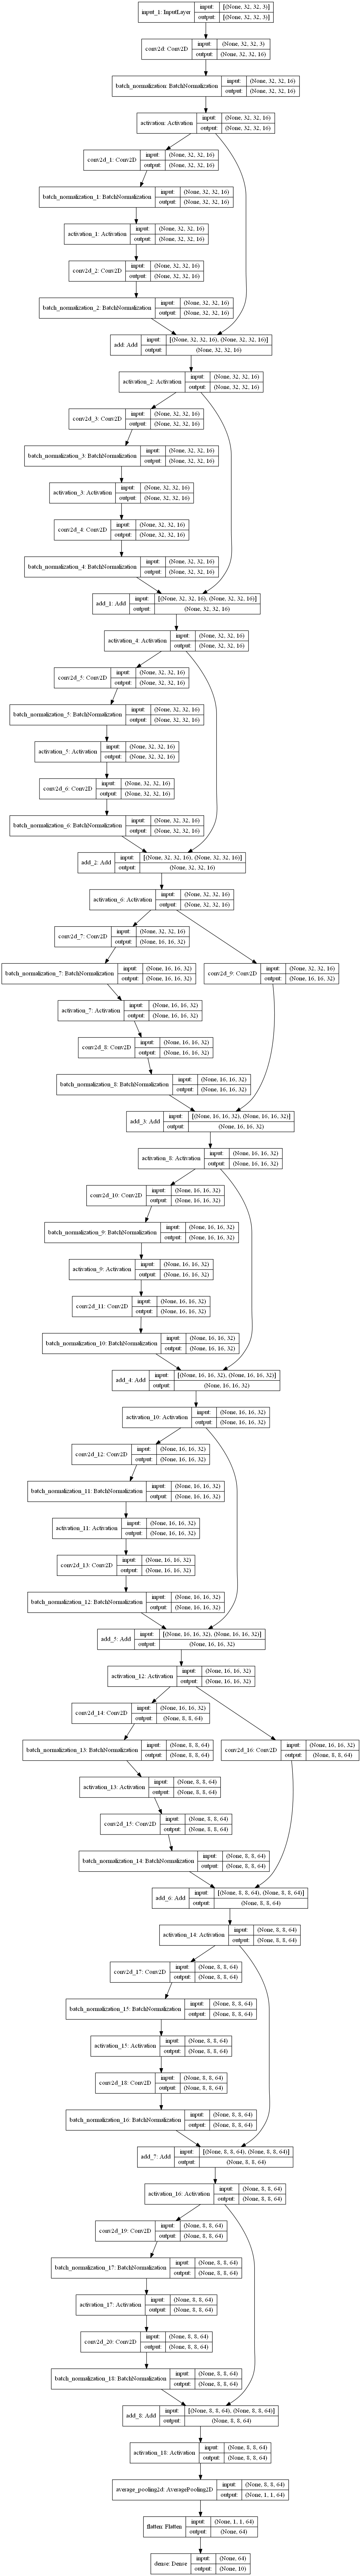 input_1: InputLayer
input: [(None, 32, 32, 3)]
output: [(None, 32, 32, 3)]
conv2d: Conv2D
input: (None, 32, 32, 3)
output: (None, 32, 32, 16)
batch_normalization: BatchNormalization
input: (None, 32, 32, 16)
output: (None, 32, 32, 16)
activation: Activation
input: (None, 32, 32, 16)
output: (None, 32, 32, 16)
conv2d_1: Conv2D
input: (None, 32, 32, 16)
output: (None, 32, 32, 16)
batch_normalization_1: BatchNormalization
input: (None, 32, 32, 16)
output: (None, 32, 32, 16)
activation_1: Activation
input: (None, 32, 32, 16)
output: (None, 32, 32, 16)
conv2d_2: Conv2D
input: (None, 32, 32, 16)
output: (None, 32, 32, 16)
batch_normalization_2: BatchNormalization
input: (None, 32, 32, 16)
output: (None, 32, 32, 16)
add: Add
input: [(None, 32, 32, 16), (None, 32, 32, 16)]
output: (None, 32, 32, 16)
activation_2: Activation
input: (None, 32, 32, 16)
output: (None, 32, 32, 16)
conv2d_3: Conv2D
input: (None, 32, 32, 16)
output: (None, 32, 32, 16)
batch_normalization_3: BatchNormalization
input: (None, 32, 32, 16)
output: (None, 32, 32, 16)
activation_3: Activation
input: (None, 32, 32, 16)
output: (None, 32, 32, 16)
conv2d_4: Conv2D
input: (None, 32, 32, 16)
output: (None, 32, 32, 16)
batch_normalization_4: BatchNormalization
input: (None, 32, 32, 16)
output: (None, 32, 32, 16)
add_1: Add
input: [(None, 32, 32, 16), (None, 32, 32, 16)]
output: (None, 32, 32, 16)
activation_4: Activation
input: (None, 32, 32, 16)
output: (None, 32, 32, 16)
conv2d_5: Conv2D
input: (None, 32, 32, 16)
output: (None, 32, 32, 16)
batch_normalization_5: BatchNormalization
input: (None, 32, 32, 16)
output: (None, 32, 32, 16)
activation_5: Activation
input: (None, 32, 32, 16)
output: (None, 32, 32, 16)
conv2d_6: Conv2D
input: (None, 32, 32, 16)
output: (None, 32, 32, 16)
batch_normalization_6: BatchNormalization
input: (None, 32, 32, 16)
output: (None, 32, 32, 16)
add_2: Add
input: [(None, 32, 32, 16), (None, 32, 32, 16)]
output: (None, 32, 32, 16)
activation_6: Activation
input: (None, 32, 32, 16)
output: (None, 32, 32, 16)
conv2d_7: Conv2D
input: (None, 32, 32, 16)
output: (None, 16, 16, 32)
batch_normalization_7: BatchNormalization
input: (None, 16, 16, 32)
output: (None, 16, 16, 32)
conv2d_9: Conv2D
input: (None, 32, 32, 16)
output: (None, 16, 16, 32)
activation_7: Activation
input: (None, 16, 16, 32)
output: (None, 16, 16, 32)
conv2d_8: Conv2D
input: (None, 16, 16, 32)
output: (None, 16, 16, 32)
batch_normalization_8: BatchNormalization
input: (None, 16, 16, 32)
output: (None, 16, 16, 32)
add_3: Add
input: [(None, 16, 16, 32), (None, 16, 16, 32)]
output: (None, 16, 16, 32)
activation_8: Activation
input: (None, 16, 16, 32)
output: (None, 16, 16, 32)
conv2d_10: Conv2D
input: (None, 16, 16, 32)
output: (None, 16, 16, 32)
batch_normalization_9: BatchNormalization
input: (None, 16, 16, 32)
output: (None, 16, 16, 32)
activation_9: Activation
input: (None, 16, 16, 32)
output: (None, 16, 16, 32)
conv2d_11: Conv2D
input: (None, 16, 16, 32)
output: (None, 16, 16, 32)
batch_normalization_10: BatchNormalization
input: (None, 16, 16, 32)
output: (None, 16, 16, 32)
add_4: Add
input: [(None, 16, 16, 32), (None, 16, 16, 32)]
output: (None, 16, 16, 32)
activation_10: Activation
input: (None, 16, 16, 32)
output: (None, 16, 16, 32)
conv2d_12: Conv2D
input: (None, 16, 16, 32)
output: (None, 16, 16, 32)
batch_normalization_11: BatchNormalization
input: (None, 16, 16, 32)
output: (None, 16, 16, 32)
activation_11: Activation
input: (None, 16, 16, 32)
output: (None, 16, 16, 32)
conv2d_13: Conv2D
input: (None, 16, 16, 32)
output: (None, 16, 16, 32)
batch_normalization_12: BatchNormalization
input: (None, 16, 16, 32)
output: (None, 16, 16, 32)
add_5: Add
input: [(None, 16, 16, 32), (None, 16, 16, 32)]
output: (None, 16, 16, 32)
activation_12: Activation
input: (None, 16, 16, 32)
output: (None, 16, 16, 32)
conv2d_14: Conv2D
input: (None, 16, 16, 32)
output: (None, 8, 8, 64)
batch_normalization_13: BatchNormalization
input: (None, 8, 8, 64)
output: (None, 8, 8, 64)
conv2d_16: Conv2D
input: (None, 16, 16, 32)
output: (None, 8, 8, 64)
activation_13: Activation
input: (None, 8, 8, 64)
output: (None, 8, 8, 64)
conv2d_15: Conv2D
input: (None, 8, 8, 64)
output: (None, 8, 8, 64)
batch_normalization_14: BatchNormalization
input: (None, 8, 8, 64)
output: (None, 8, 8, 64)
add_6: Add
input: [(None, 8, 8, 64), (None, 8, 8, 64)]
output: (None, 8, 8, 64)
activation_14: Activation
input: (None, 8, 8, 64)
output: (None, 8, 8, 64)
conv2d_17: Conv2D
input: (None, 8, 8, 64)
output: (None, 8, 8, 64)
batch_normalization_15: BatchNormalization
input: (None, 8, 8, 64)
output: (None, 8, 8, 64)
activation_15: Activation
input: (None, 8, 8, 64)
output: (None, 8, 8, 64)
conv2d_18: Conv2D
input: (None, 8, 8, 64)
output: (None, 8, 8, 64)
batch_normalization_16: BatchNormalization
input: (None, 8, 8, 64)
output: (None, 8, 8, 64)
add_7: Add
input: [(None, 8, 8, 64), (None, 8, 8, 64)]
output: (None, 8, 8, 64)
activation_16: Activation
input: (None, 8, 8, 64)
output: (None, 8, 8, 64)
conv2d_19: Conv2D
input: (None, 8, 8, 64)
output: (None, 8, 8, 64)
batch_normalization_17: BatchNormalization
input: (None, 8, 8, 64)
output: (None, 8, 8, 64)
activation_17: Activation
input: (None, 8, 8, 64)
output: (None, 8, 8, 64)
conv2d_20: Conv2D
input: (None, 8, 8, 64)
output: (None, 8, 8, 64)
batch_normalization_18: BatchNormalization
input: (None, 8, 8, 64)
output: (None, 8, 8, 64)
add_8: Add
input: [(None, 8, 8, 64), (None, 8, 8, 64)]
output: (None, 8, 8, 64)
activation_18: Activation
input: (None, 8, 8, 64)
output: (None, 8, 8, 64)
average_pooling2d: AveragePooling2D
input: (None, 8, 8, 64)
output: (None, 1, 1, 64)
flatten: Flatten
input: (None, 1, 1, 64)
output: (None, 64)
dense: Dense
input: (None, 64)
output: (None, 10)